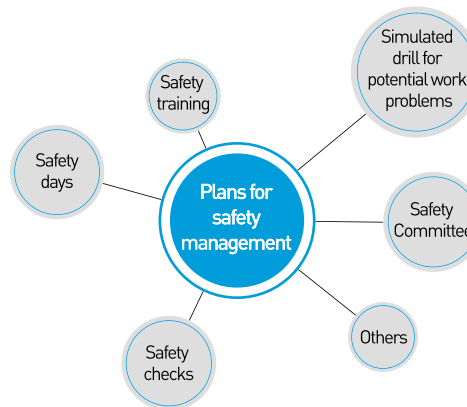 Simulated
drill for
potential work
problems
Safety
training
Safety
days
Plans for
safety
management
Safety
Committee
Others
Safety
checks